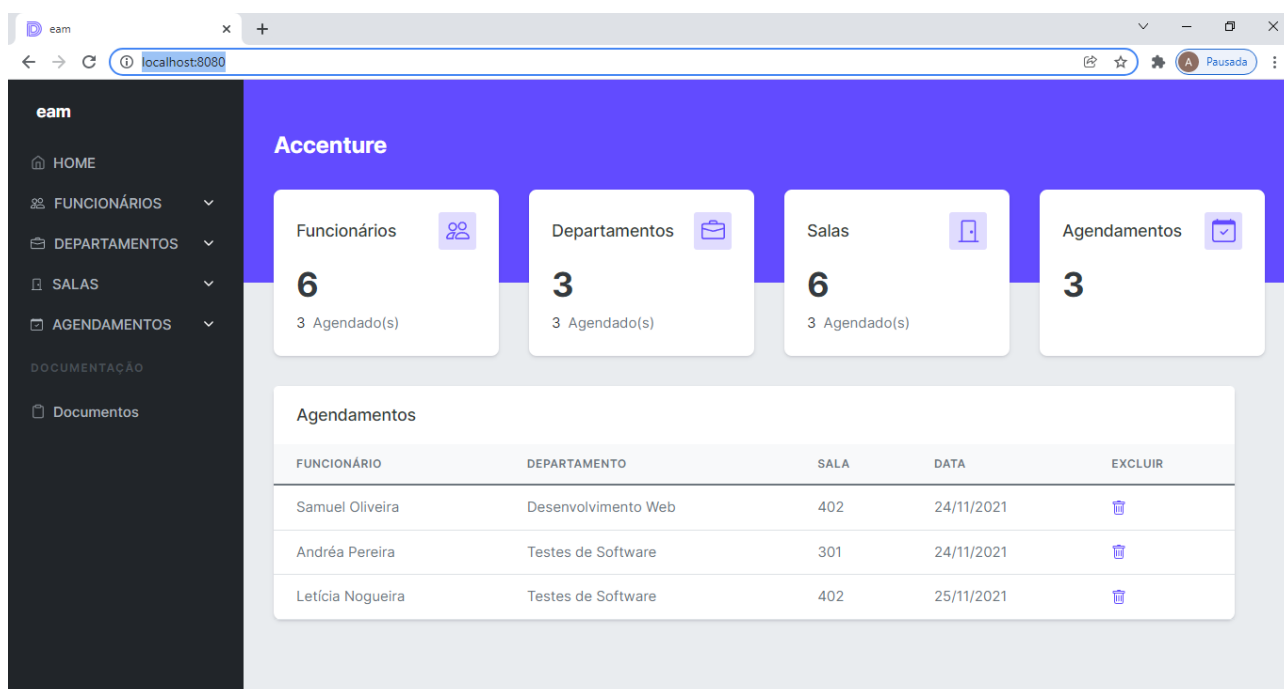 eam
localhost:8080
A Pausada
eam
HOME
FUNCIONÁRIOS
DEPARTAMENTOS
SALAS
AGENDAMENTOS
DOCUMENTAÇÃO
Documentos
Accenture
Funcionários
6
3 Agendado(s)
Departamentos
3
3 Agendado(s)
Salas
6
3 Agendado(s)
Agendamentos
3
Agendamentos
FUNCIONÁRIO DEPARTAMENTO SALA DATA EXCLUIR
Samuel Oliveira Desenvolvimento Web 402 24/11/2021
Andréa Pereira Testes de Software 301 24/11/2021
Letícia Nogueira Testes de Software 402 25/11/2021